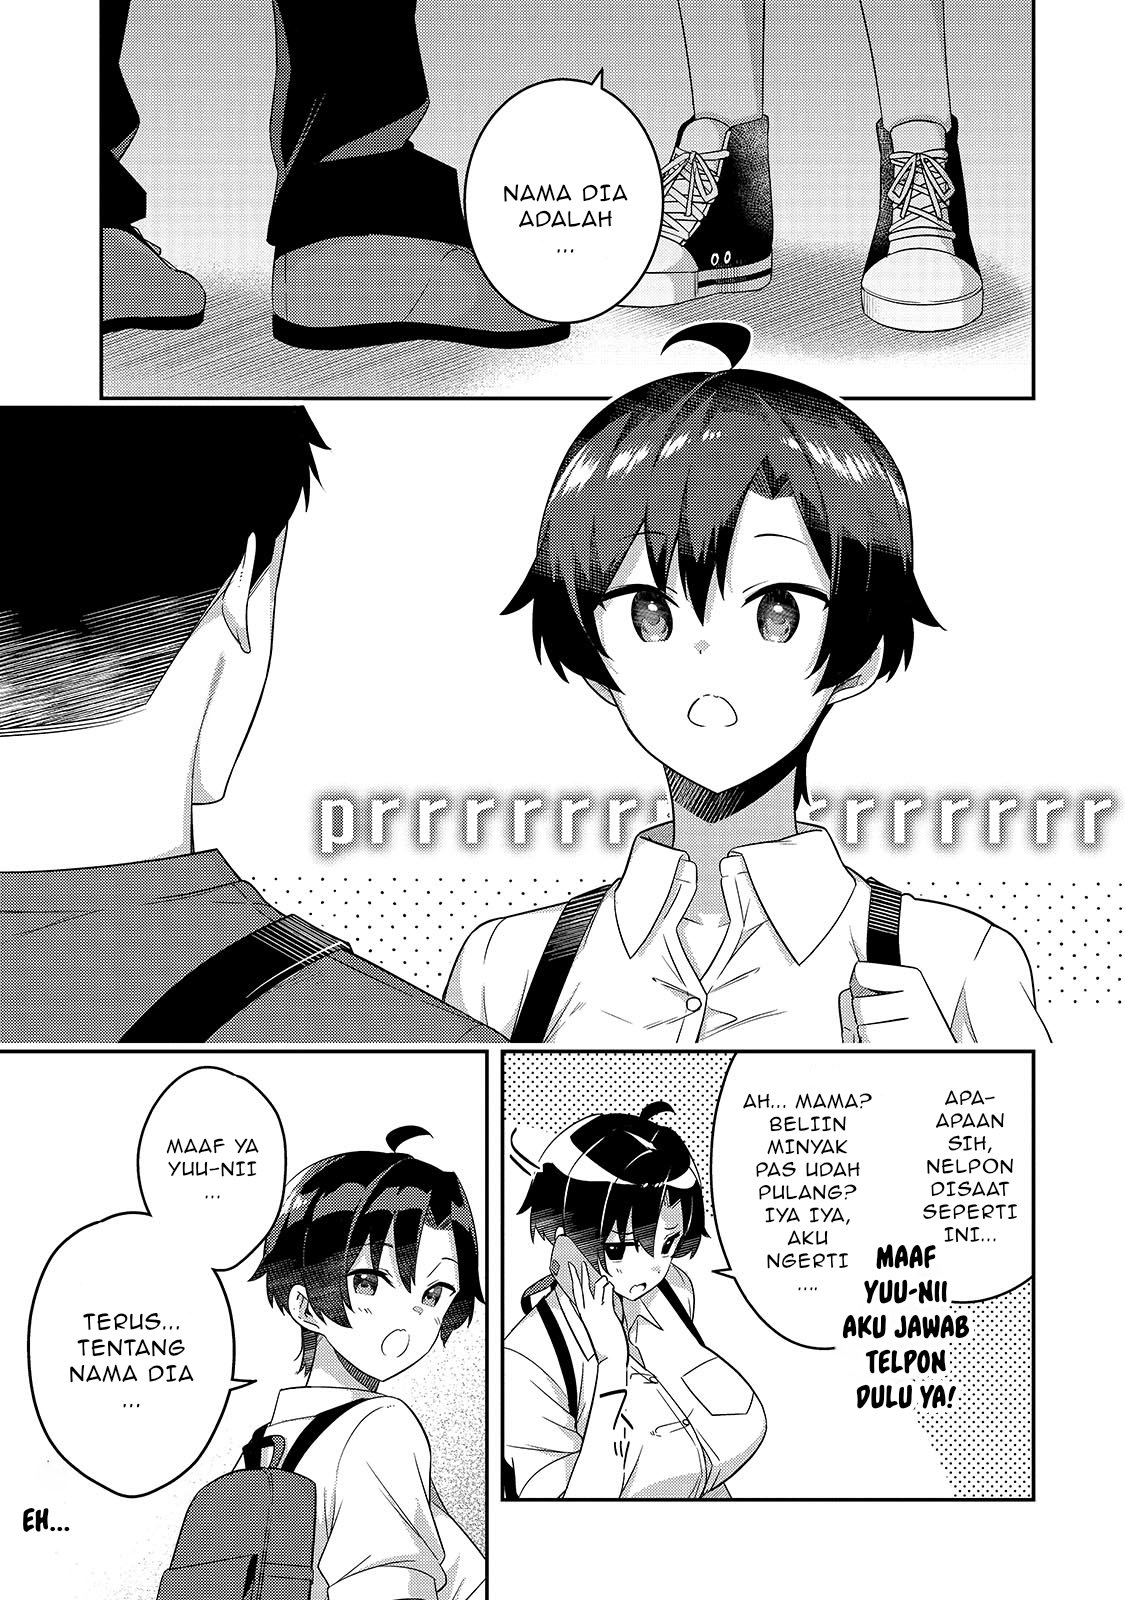 NAMA DIA
ADALAH
...
prrrrrrr rrrrrrr
APA-
APAAN
SIH,
NELPON
DISAAT
SEPERTI
INI...
AH... MAMA?
BELIIN
MINYAK
PAS UDAH
PULANG?
IYA IYA,
AKU
NGERTI
....
MAAF
YUU-NII
AKU JAWAB
TELPON
DULU YA!
MAAF YA
YUU-NII
...
TERUS...
TENTANG
NAMA DIA
...
EH...